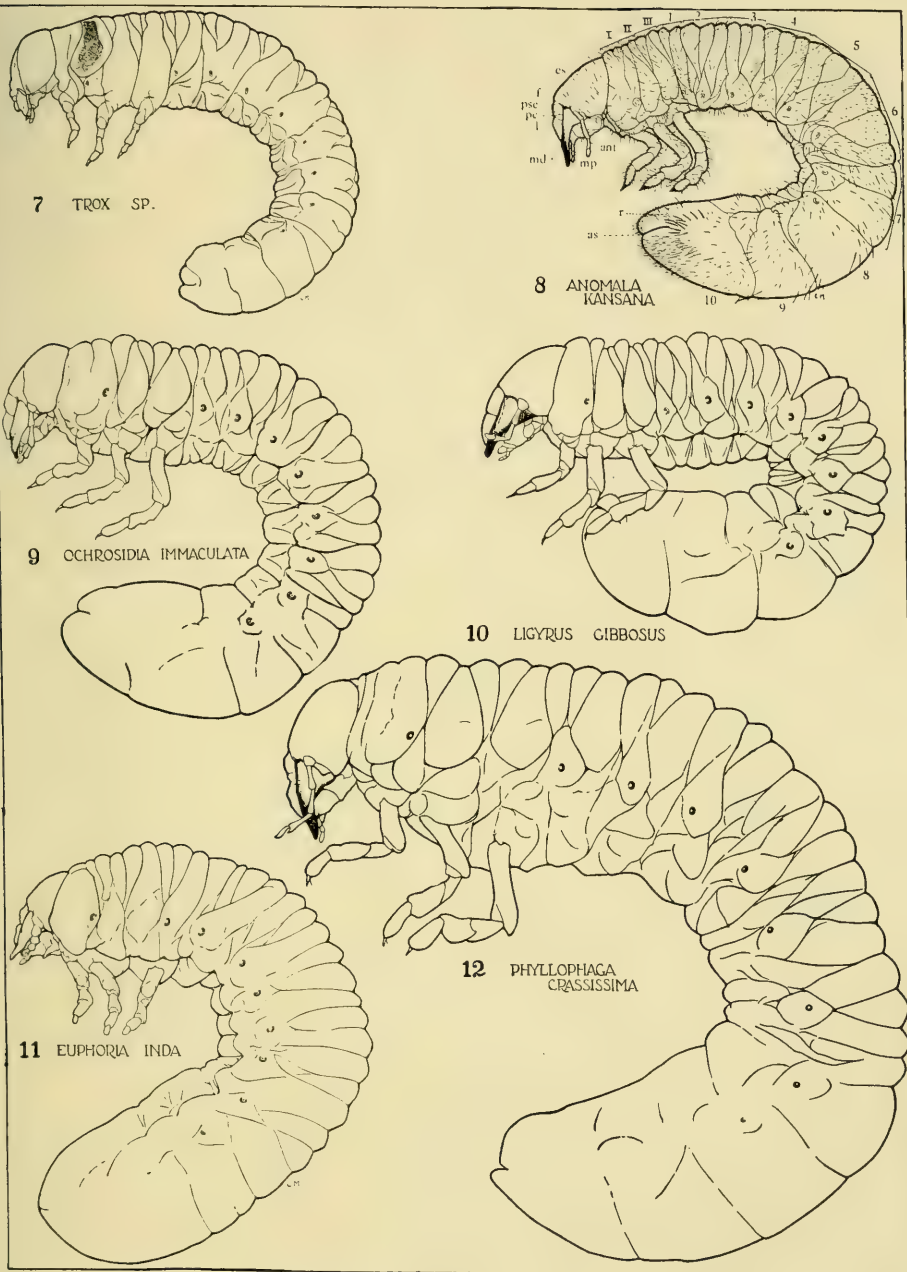 7 TROX SP.
I II III 1 2 3 4 5 6 7 8 9 10
es
f
psc
pc
l
md
mp
ant
r
as
8 ANOMALA
KANSANA
9 OCHROSIDIA IMMACULATA
10 LIGYRUS GIBBOSUS
11 EUPHORIA INDA
12 PHYLLOPHAGA
CRASSISSIMA